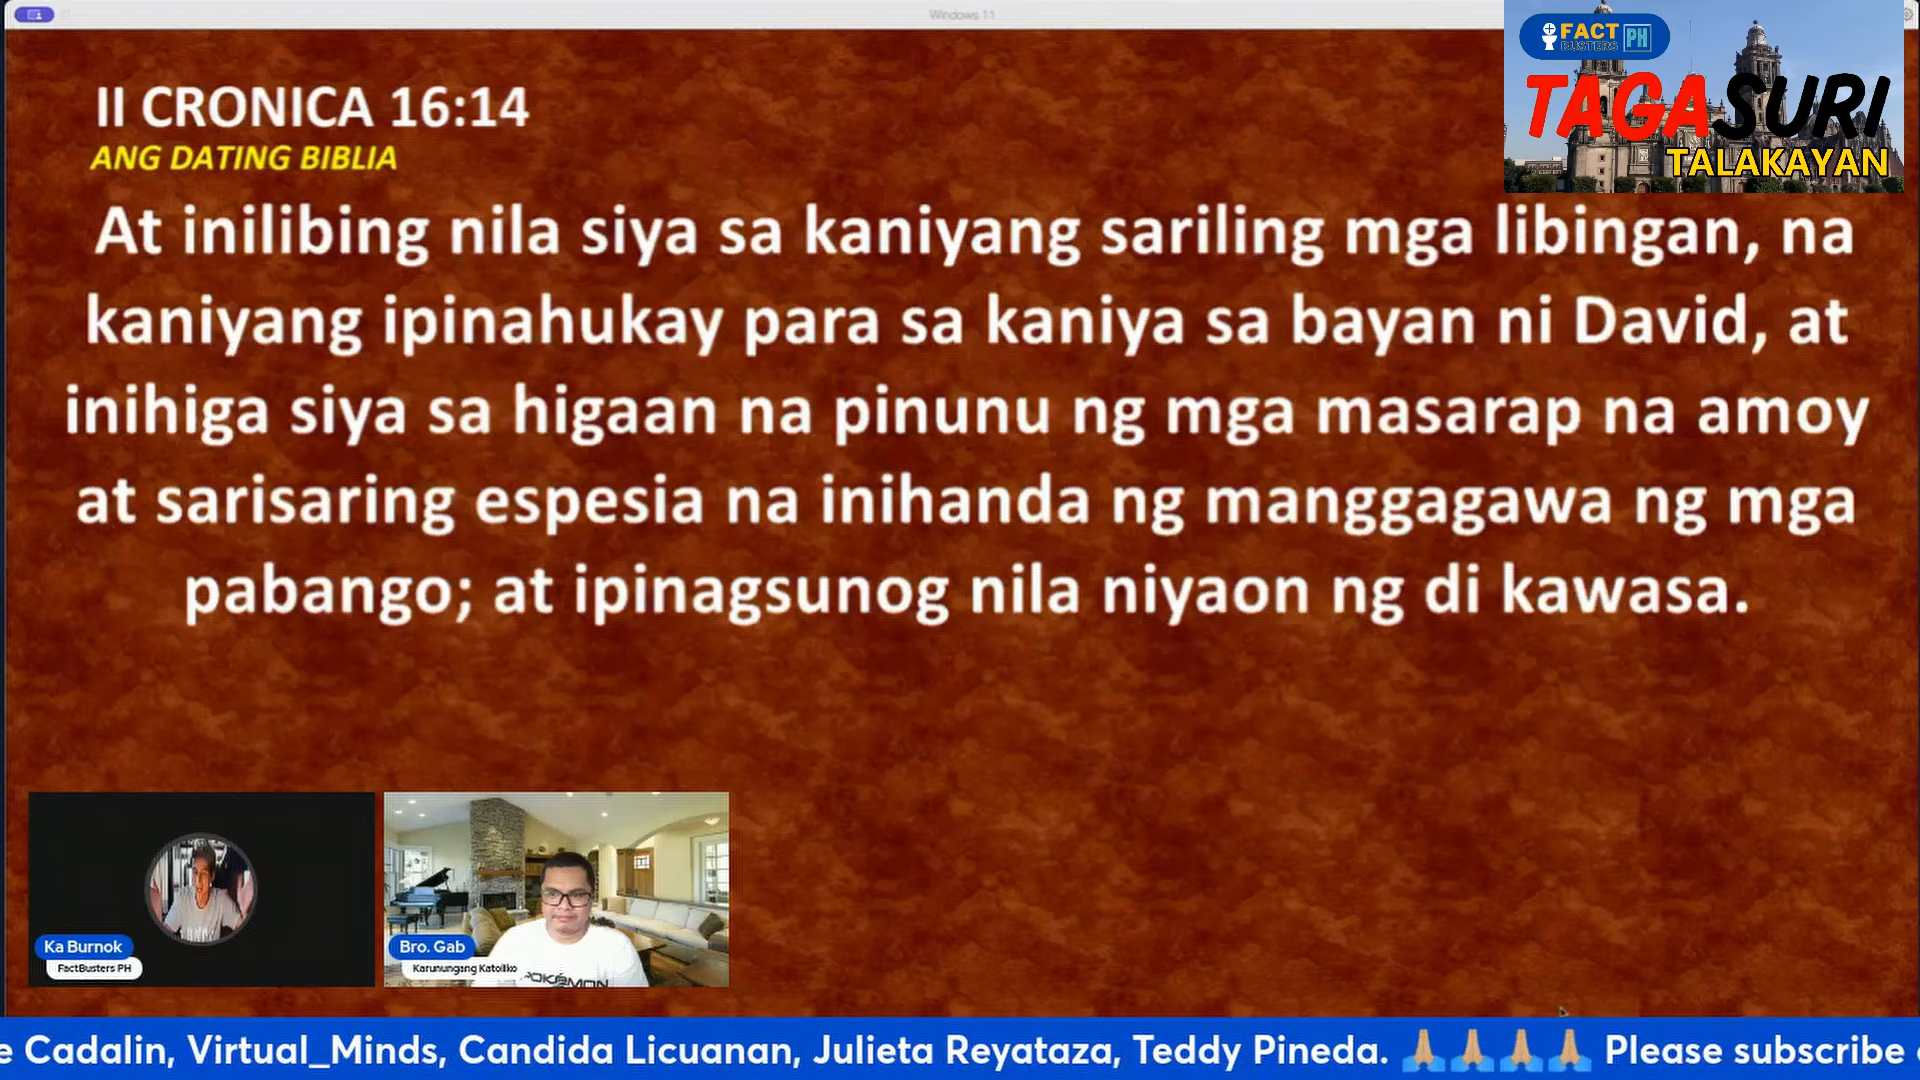 Windows 11
FACT
BUSTERS
PH
TAGASURI
TALAKAYAN
II CRONICA 16:14
ANG DATING BIBLIA
At inilibing nila siya sa kaniyang sariling mga libingan, na
kaniyang ipinahukay para sa kaniya sa bayan ni David, at
inihiga siya sa higaan na pinunu ng mga masarap na amoy
at sarisaring espesia na inihanda ng manggagawa ng mga
pabango; at ipinagsunog nila niyaon ng di kawasa.
Ka Burnok
FactBusters PH
Bro. Gab
Karunungang Katoliko
POKÉMON
e Cadalin, Virtual_Minds, Candida Licuanan, Julieta Reyataza, Teddy Pineda. 🙏🏼🙏🏼🙏🏼🙏🏼 Please subscribe